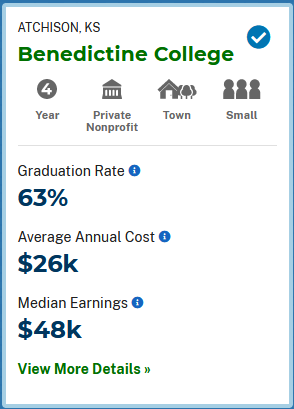 ATCHISON, KS
Benedictine College
4
Year
Private
Nonprofit
Town
Small
Graduation Rate i
63%
Average Annual Cost i
$26k
Median Earnings i
$48k
View More Details »